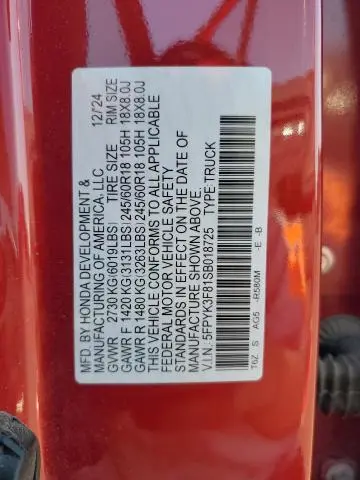 MFD. BY HONDA DEVELOPMENT &
MANUFACTURING OF AMERICA, LLC 12/24
GVWR 2730 KG(6019LBS) TIRE SIZE RIM SIZE
GAWR F 1420 KG(3131LBS)245/60R18 105H 18X8.0J
GAWR R 1480 KG(3263LBS)245/60R18 105H 18X8.0J
THIS VEHICLE CONFORMS TO ALL APPLICABLE
FEDERAL MOTOR VEHICLE SAFETY
STANDARDS IN EFFECT ON THE DATE OF
MANUFACTURE SHOWN ABOVE.
V.I.N. 5FPYK3F81SB018725 TYPE:TRUCK
16Z S AG5 -R580M -E -B